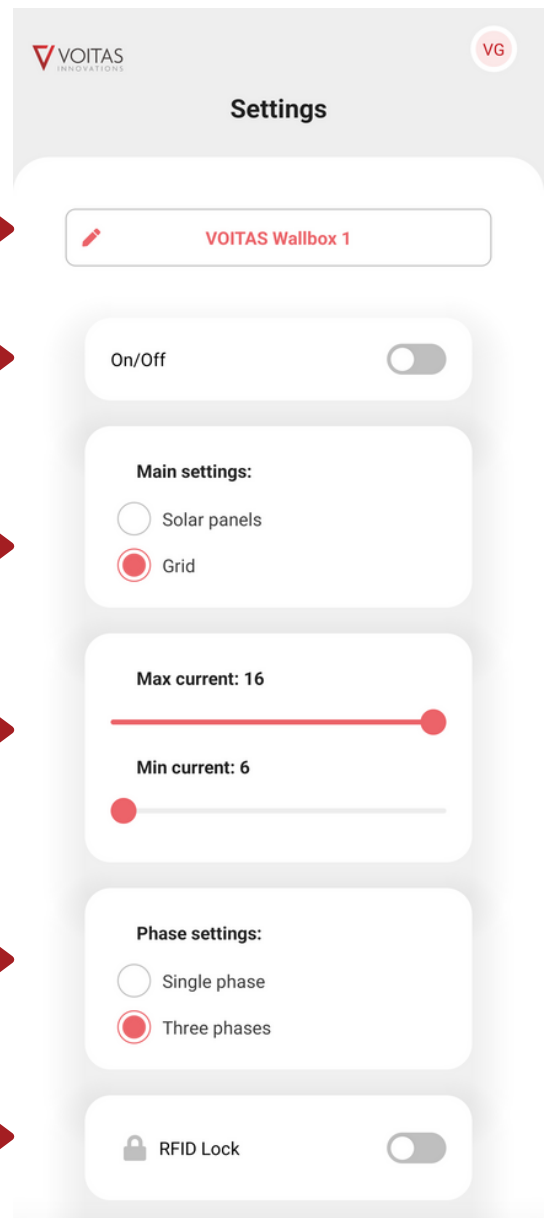 VOITAS
INNOVATIONS
VG
Settings
VOITAS Wallbox 1
On/Off
Main settings:
Solar panels
Grid
Max current: 16
Min current: 6
Phase settings:
Single phase
Three phases
RFID Lock